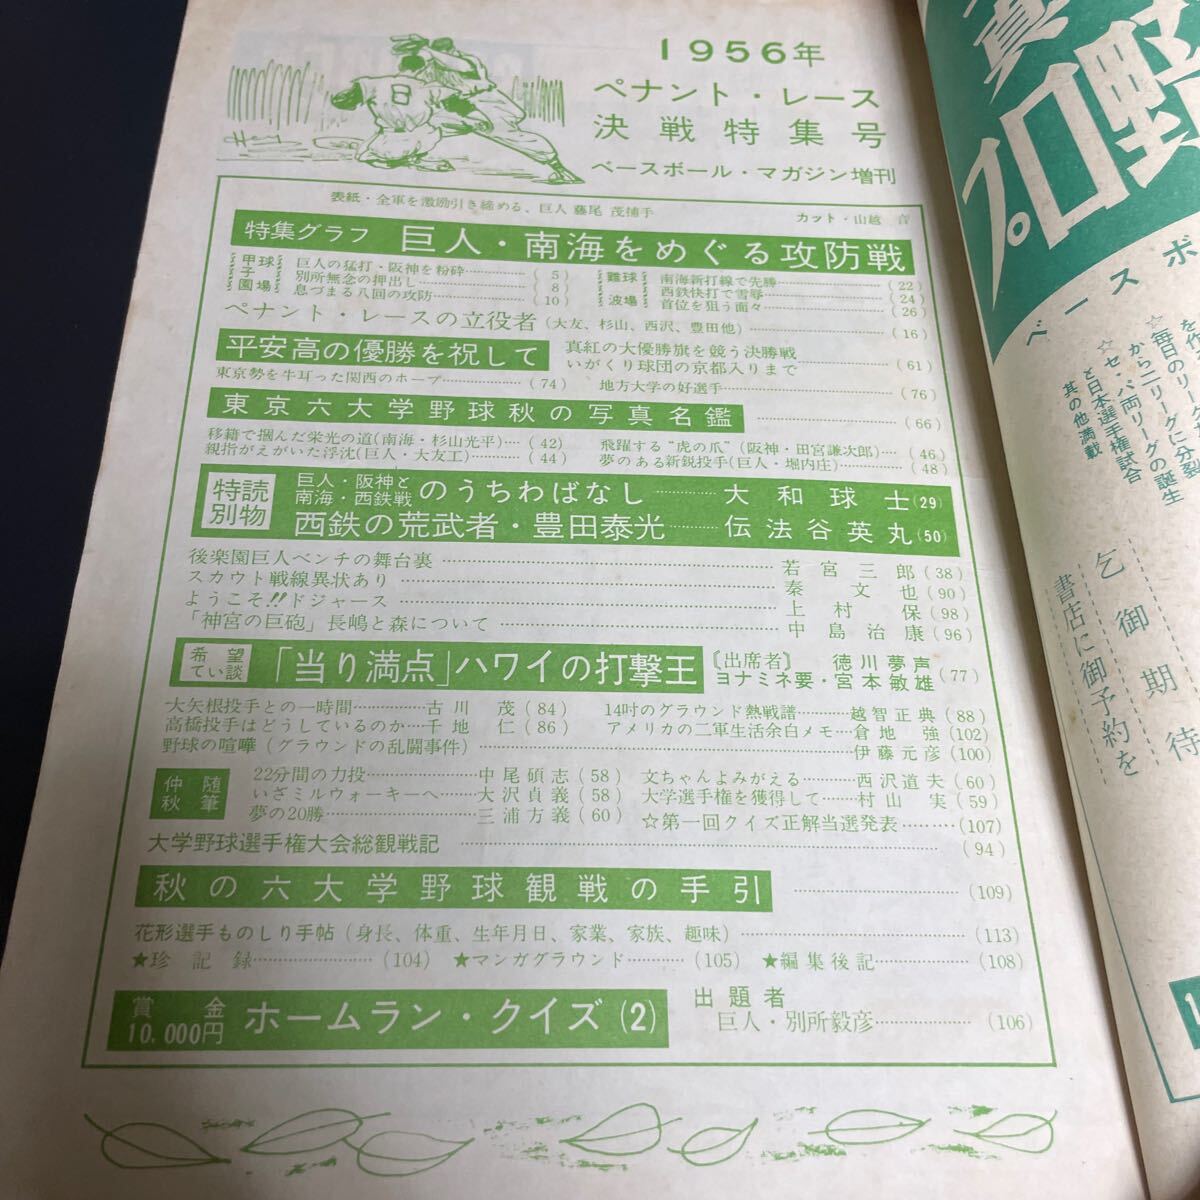 1956年
ペナント・レース
決戦特集号
ベースボール・マガジン増刊
表紙・全軍を激励引き締める、巨人 藤尾 茂捕手
カット・山越 音
特集グラフ 巨人・南海をめぐる攻防戦
甲子園球場
巨人の猛打・阪神を粉砕…(5)
別所無念の押出し…(8)
息づまる八回の攻防…(10)
難波球場
南海新打線で先勝…(22)
西鉄快打で雪辱…(24)
首位を狙う面々…(26)
ペナント・レースの立役者(大友、杉山、西沢、豊田他)…(16)
平安高の優勝を祝して
真紅の大優勝旗を競う決勝戦
いがくり球団の京都入りまで…(61)
東京勢を牛耳った関西のホープ…(74)
地方大学の好選手…(76)
東京六大学野球秋の写真名鑑…(66)
移籍で掴んだ栄光の道(南海・杉山光平)…(42)
飛躍する“虎の爪”(阪神・田宮謙次郎)…(46)
親指がえがいた浮沈(巨人・大友工)…(44)
夢のある新鋭投手(巨人・堀内庄)…(48)
特別読物
巨人・阪神と南海・西鉄戦のうちわばなし…大和球士(29)
西鉄の荒武者・豊田泰光…伝法谷英丸(50)
後楽園巨人ベンチの舞台裏…若宮三郎(38)
スカウト戦線異状あり…秦文也(90)
ようこそ!!ドジャース…上村保(98)
「神宮の巨砲」長嶋と森について…中島治康(96)
希望てい談
「当り満点」ハワイの打撃王
〔出席者〕 徳川夢声
ヨナミネ要・宮本敏雄 (77)
大矢根投手との一時間…古川茂(84)
14吋のグラウンド熱戦譜…越智正典(88)
高橋投手はどうしているのか…千地仁(86)
アメリカの二軍生活余白メモ…倉地強(102)
野球の喧嘩(グラウンドの乱闘事件)…伊藤元彦(100)
仲秋随筆
22分間の力投…中尾碩志(58)
文ちゃんよみがえる…西沢道夫(60)
いざミルウォーキーへ…大沢貞義(58)
大学選手権を獲得して…村山実(59)
夢の20勝…三浦方義(60)
☆第一回クイズ正解当選発表…(107)
大学野球選手権大会総観戦記…(94)
秋の六大学野球観戦の手引…(109)
花形選手ものしり手帖(身長、体重、生年月日、家業、家族、趣味)…(113)
★珍記録…(104)
★マンガグラウンド…(105)
★編集後記…(108)
賞金10,000円 ホームラン・クイズ(2)
出題者
巨人・別所毅彦…(106)
真
プロ野
ベースボ
☆毎日のリーグに分裂
から二リーグの誕生
☆セ・パ両リーグの
と日本選手権試合
其の他満載
乞御期待
書店に御予約を